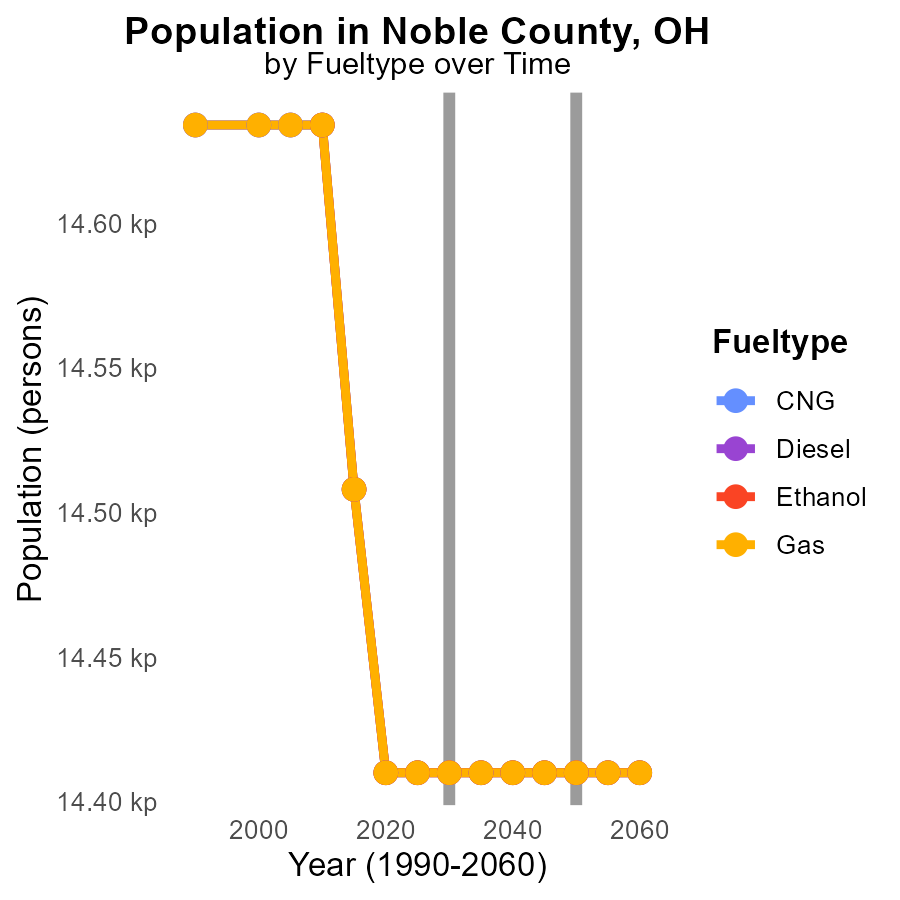 Population in Noble County, OH
by Fueltype over Time
Population (persons)
14.60 kp
14.55 kp
14.50 kp
14.45 kp
14.40 kp
2000
2020
2040
2060
Year (1990-2060)
Fueltype
CNG
Diesel
Ethanol
Gas